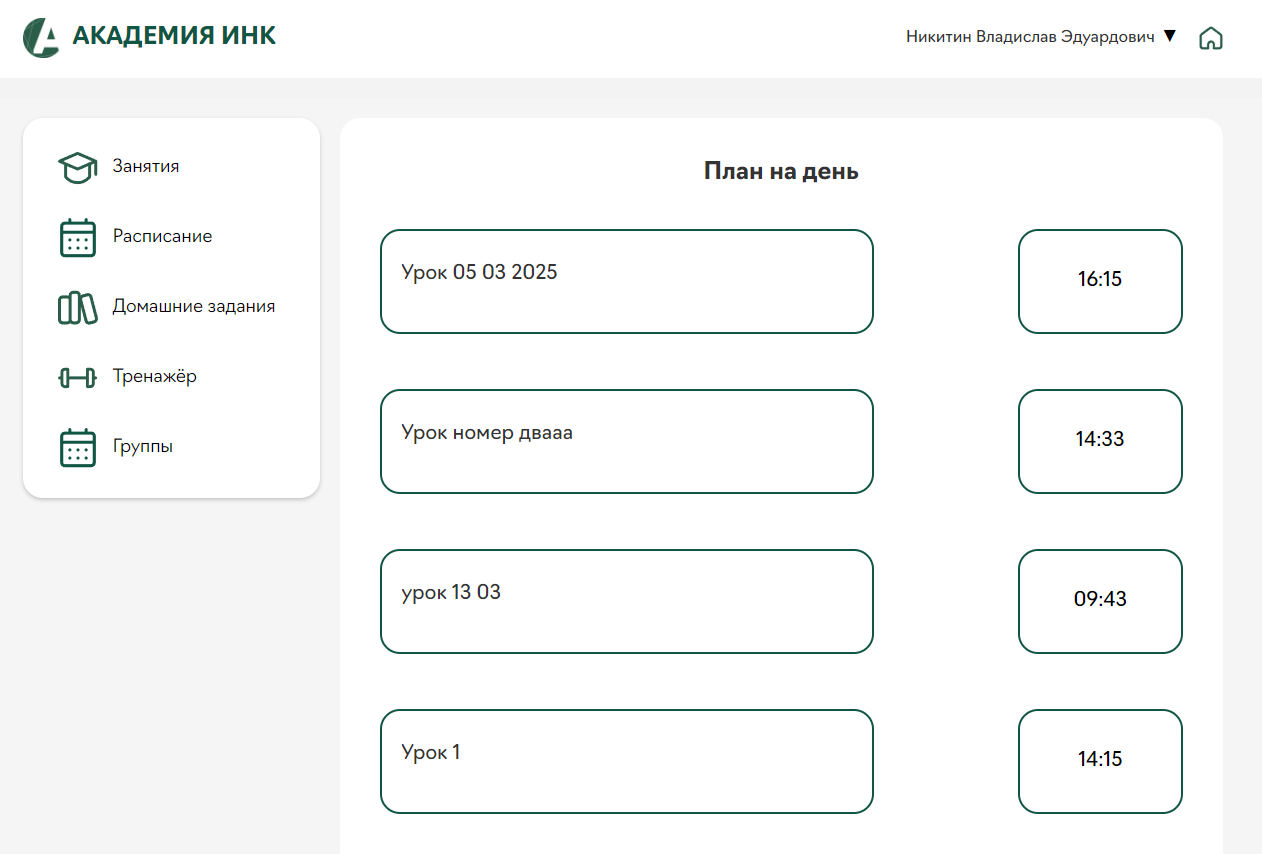 АКАДЕМИЯ ИНК
Никитин Владислав Эдуардович ▼
Занятия
Расписание
Домашние задания
Тренажёр
Группы
План на день
Урок 05 03 2025
16:15
Урок номер двааа
14:33
урок 13 03
09:43
Урок 1
14:15